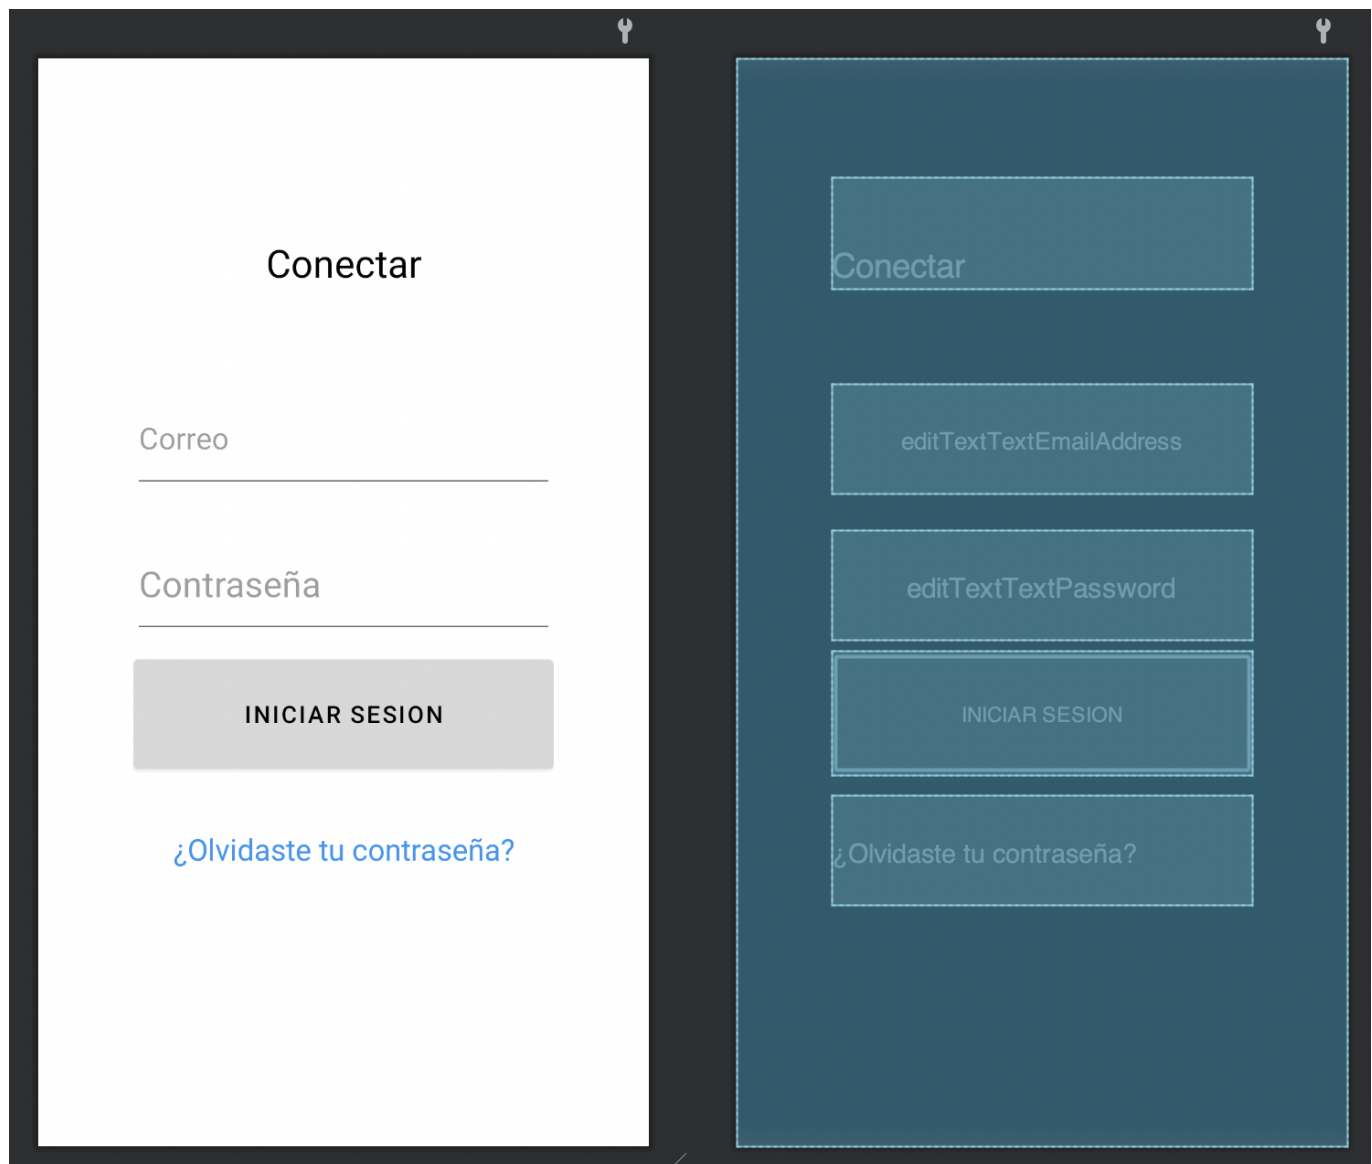 Conectar
Correo
Contraseña
INICIAR SESION
¿Olvidaste tu contraseña?
Conectar
editTextTextEmailAddress
editTextTextPassword
INICIAR SESION
¿Olvidaste tu contraseña?